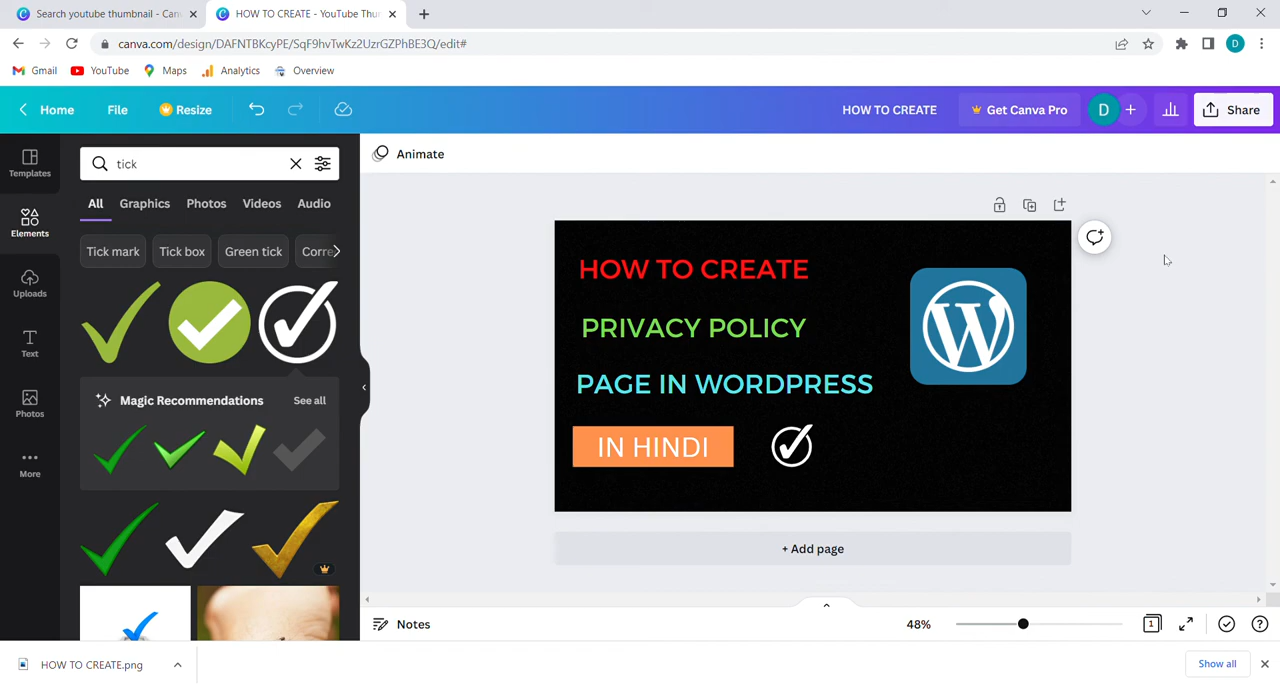 Search youtube thumbnail - Can
HOW TO CREATE - YouTube Thu
canva.com/design/DAFNTBKcyPE/SqF9hvTwKz2UzrGZPhBE3Q/edit#
D
Gmail
YouTube
Maps
Analytics
Overview
Home
File
Resize
HOW TO CREATE
Get Canva Pro
D
+
Share
Templates
Elements
Uploads
Text
Photos
More
tick
All
Graphics
Photos
Videos
Audio
Tick mark
Tick box
Green tick
Corre
Magic Recommendations
See all
Animate
HOW TO CREATE
PRIVACY POLICY
PAGE IN WORDPRESS
IN HINDI
W
+ Add page
Notes
48%
1
HOW TO CREATE.png
Show all